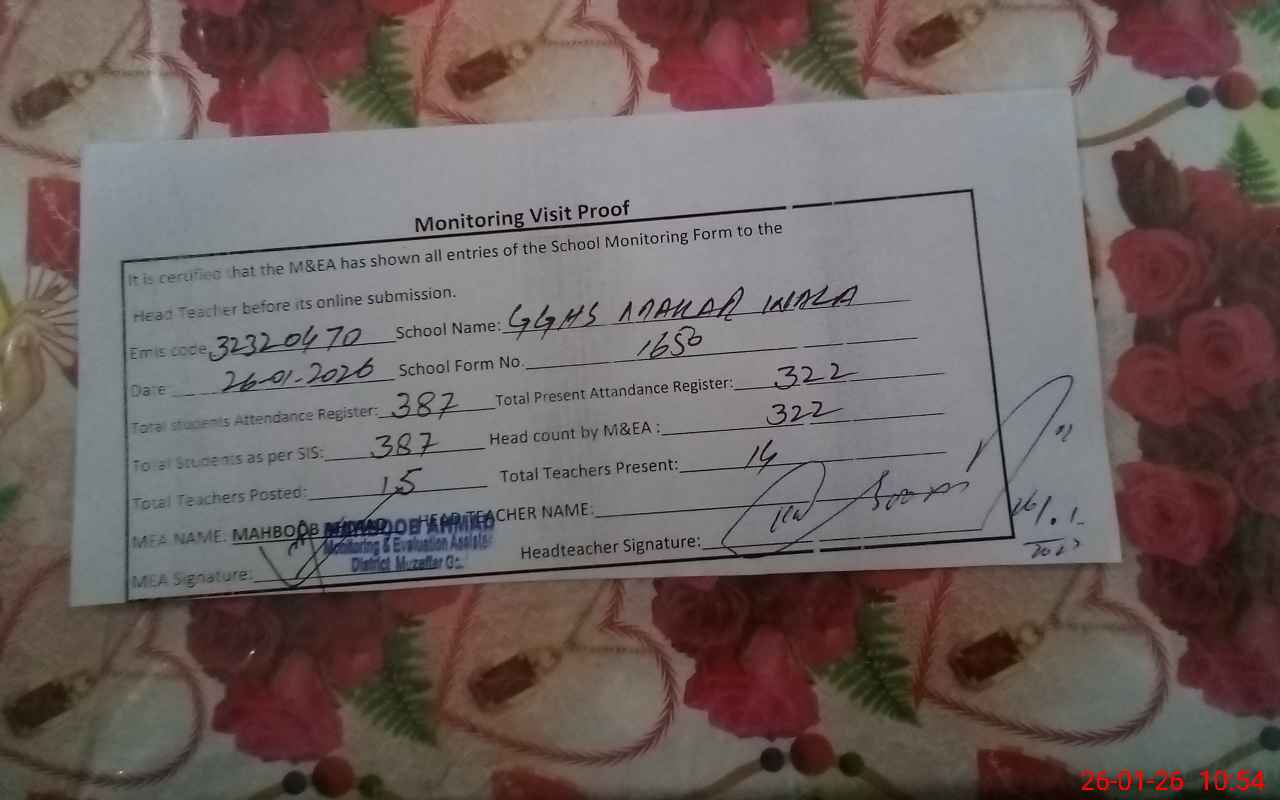 Monitoring Visit Proof
It is certified that the M&EA has shown all entries of the School Monitoring Form to the
Head Teacher before its online submission.
Emis code 32320470 School Name: GGHS MAKAR WALA
Date 26-01-2026 School Form No. 1650
Total students Attendance Register: 387 Total Present Attandance Register: 322
Total Students as per SIS: 387 Head count by M&EA : 322
Total Teachers Posted: 15 Total Teachers Present: 14
MEA NAME: MAHBOOB AHMAD HEAD TEACHER NAME:
MAHBOOB AHMAD
Monitoring & Evaluation Assistant
District Muzaffar G
MEA Signature: Headteacher Signature:
26-01-26 10:54